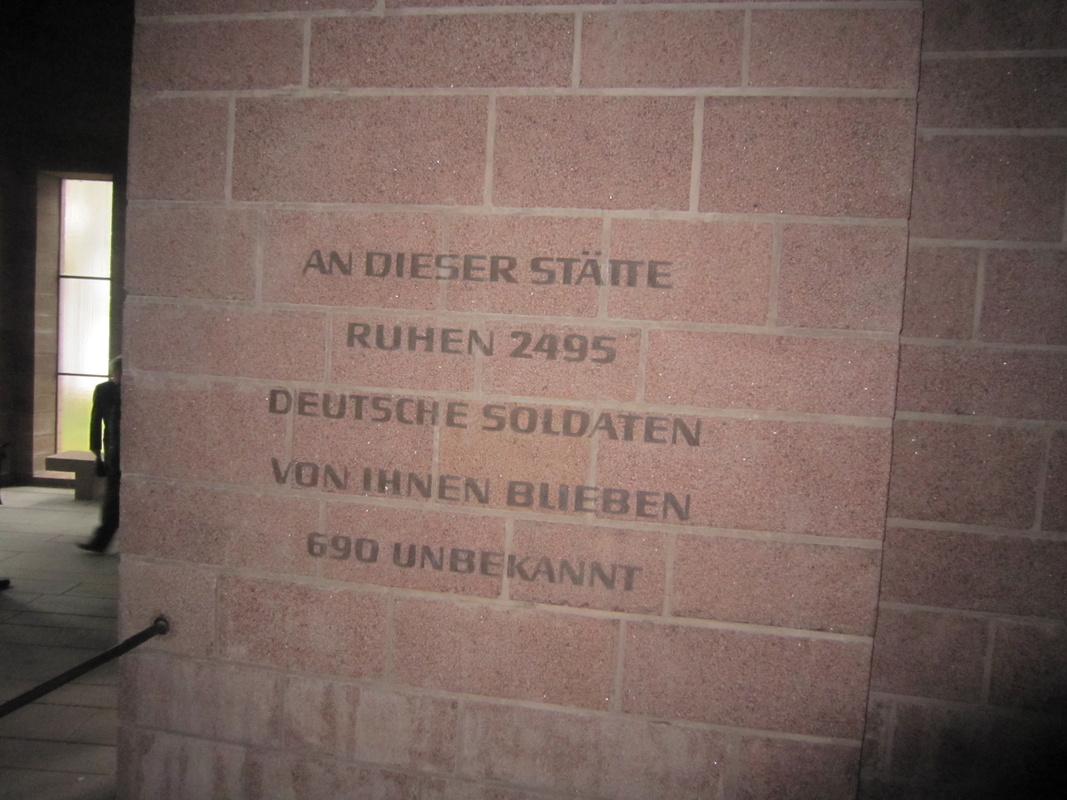 AN DIESER STÄTTE
RUHEN 2495
DEUTSCHE SOLDATEN
VON IHNEN BLIEBEN
690 UNBEKANNT